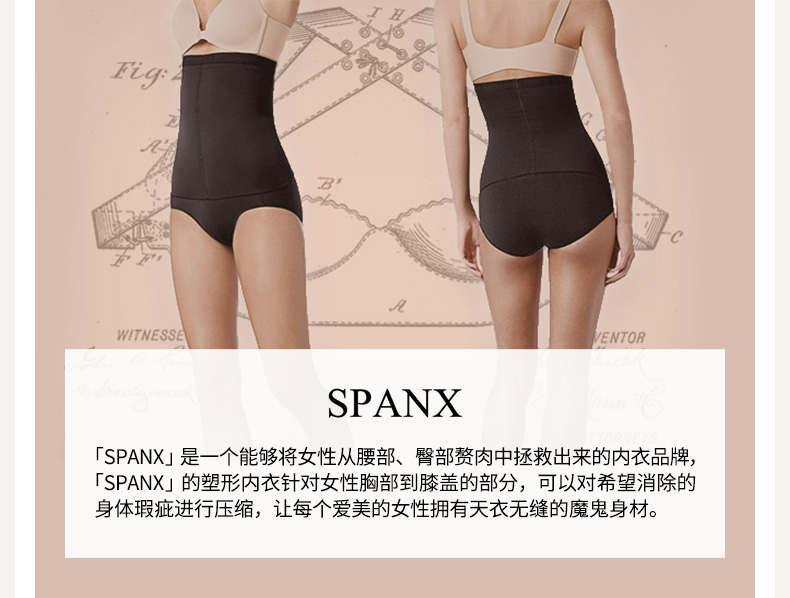 I H
Fig: 2
E
A'
G
B'
C
F F'
A
WITNESSE
VENTOR
SPANX
「SPANX」是一个能够将女性从腰部、臀部赘肉中拯救出来的内衣品牌，
「SPANX」的塑形内衣针对女性胸部到膝盖的部分，可以对希望消除的
身体瑕疵进行压缩，让每个爱美的女性拥有天衣无缝的魔鬼身材。